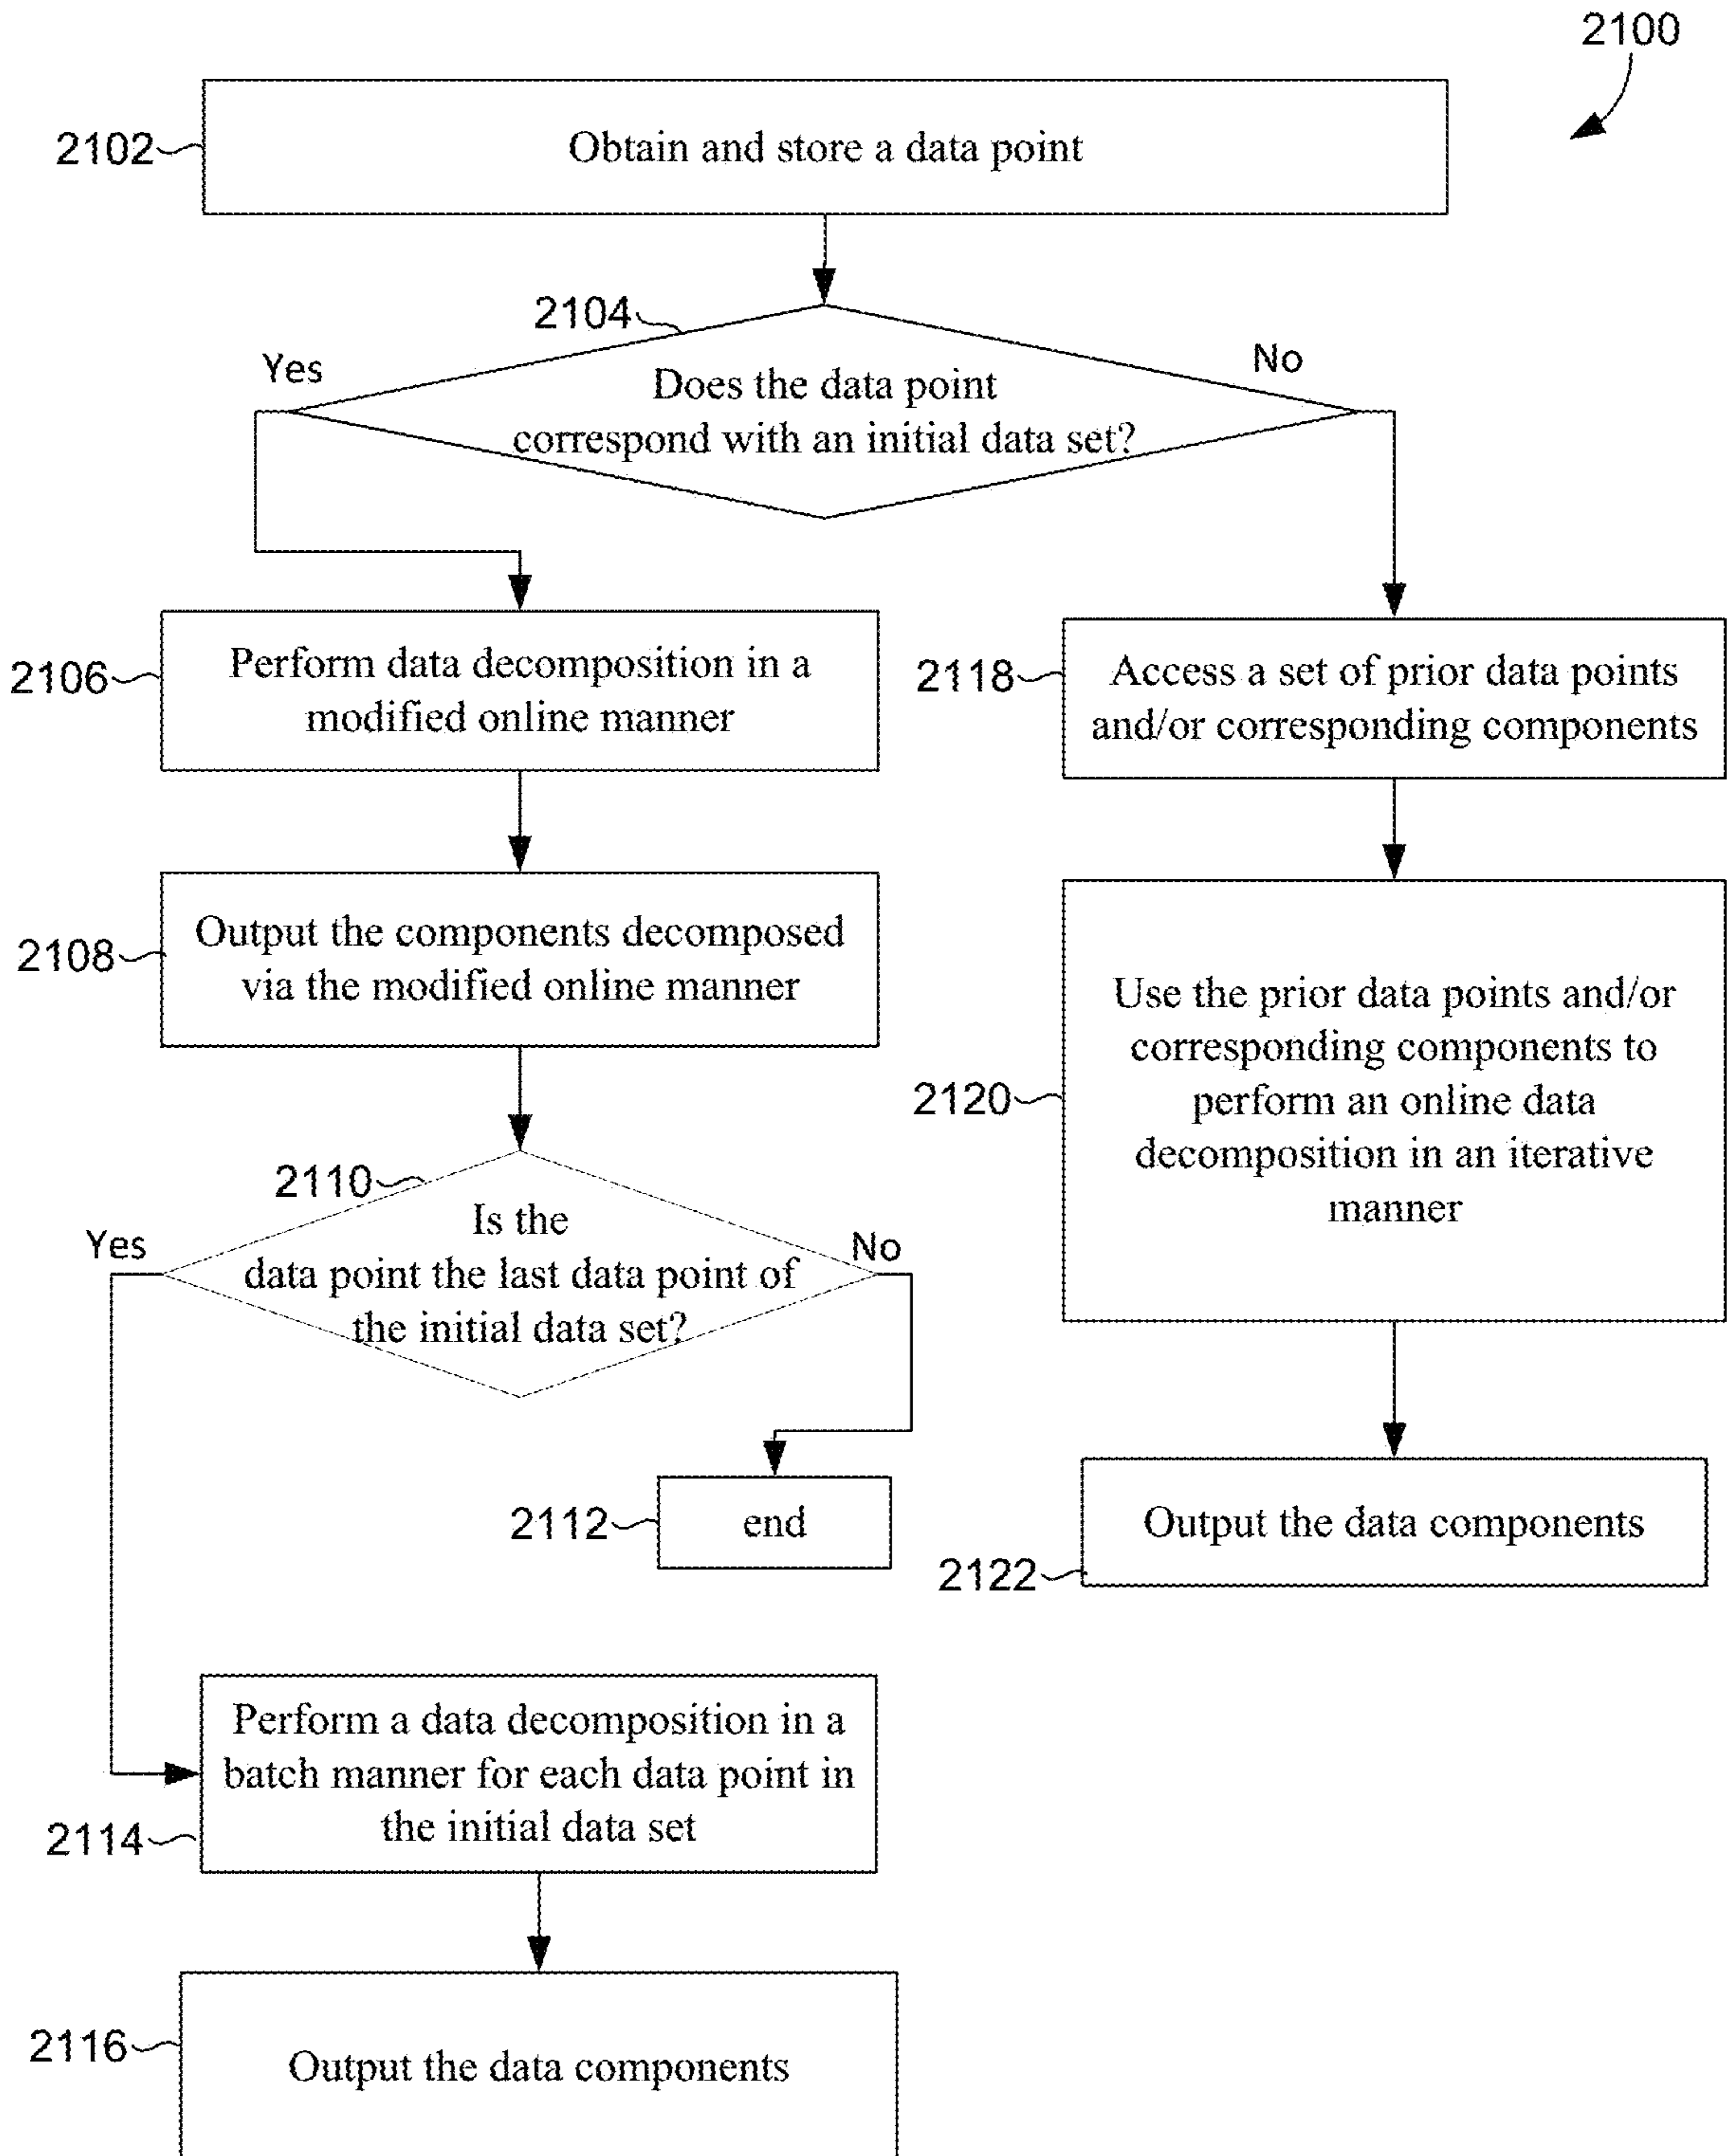 2100
2102
Obtain and store a data point
2104
Yes
No
Does the data point
correspond with an initial data set?
2106
Perform data decomposition in a
modified online manner
2118
Access a set of prior data points
and/or corresponding components
2108
Output the components decomposed
via the modified online manner
2120
Use the prior data points and/or
corresponding components to
perform an online data
decomposition in an iterative
manner
2110
Yes
No
Is the
data point the last data point of
the initial data set?
2112
end
2122
Output the data components
2114
Perform a data decomposition in a
batch manner for each data point in
the initial data set
2116
Output the data components